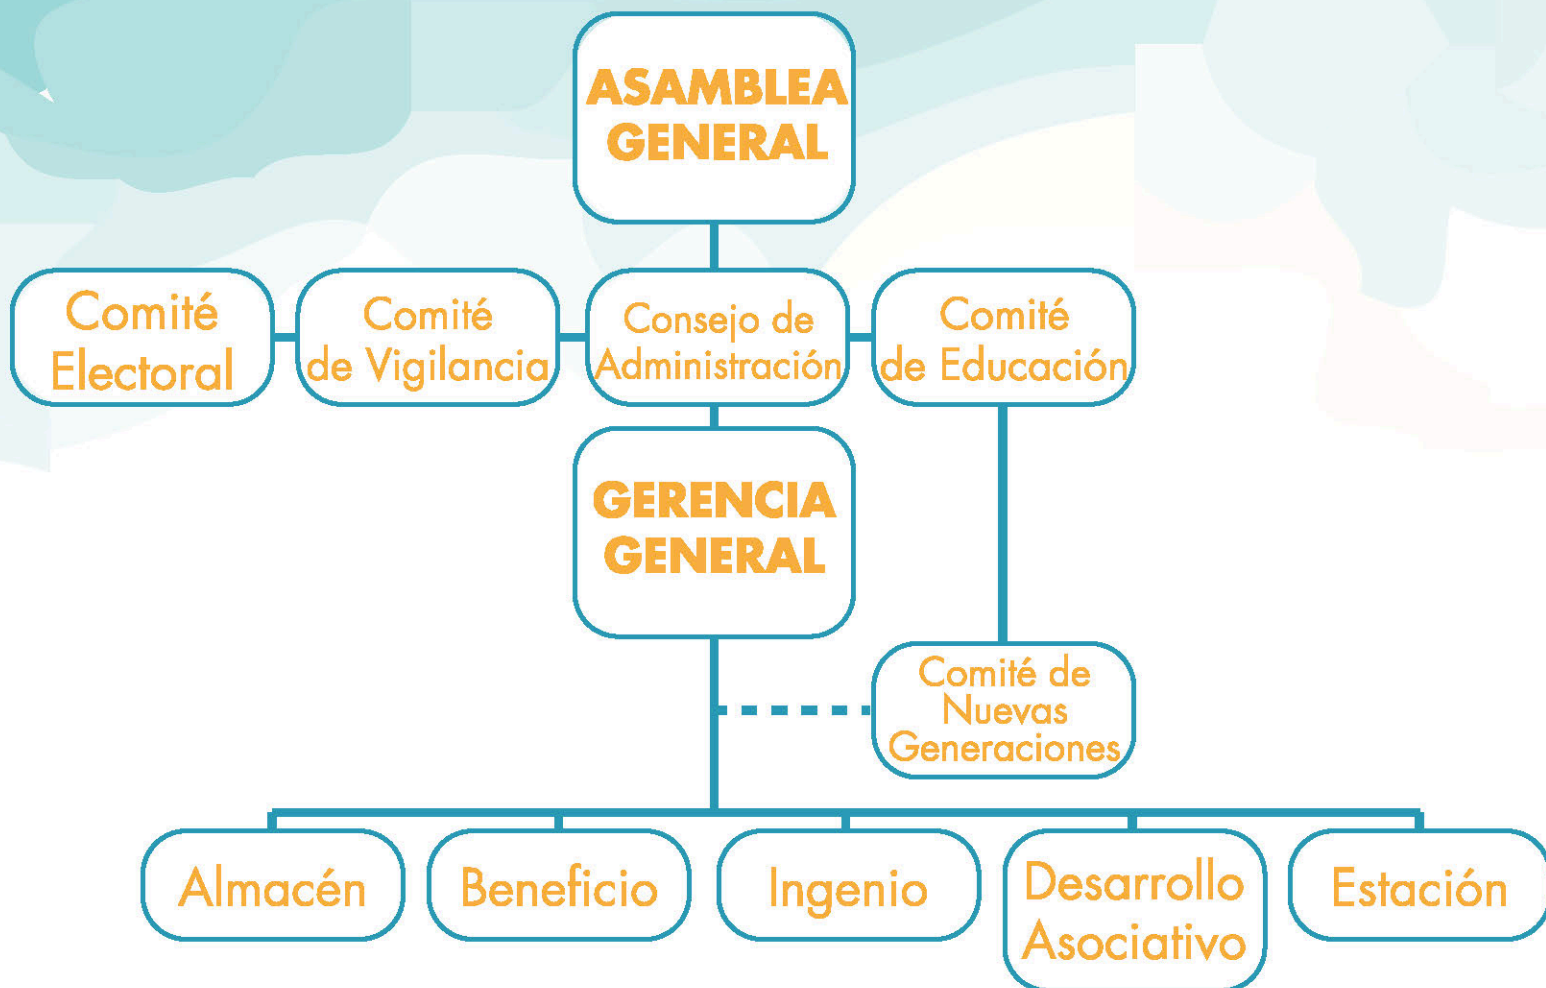 ASAMBLEA
GENERAL
Comité
Electoral
Comité
de Vigilancia
Consejo de
Administración
Comité
de Educación
GERENCIA
GENERAL
Comité de
Nuevas
Generaciones
Almacén
Beneficio
Ingenio
Desarrollo
Asociativo
Estación